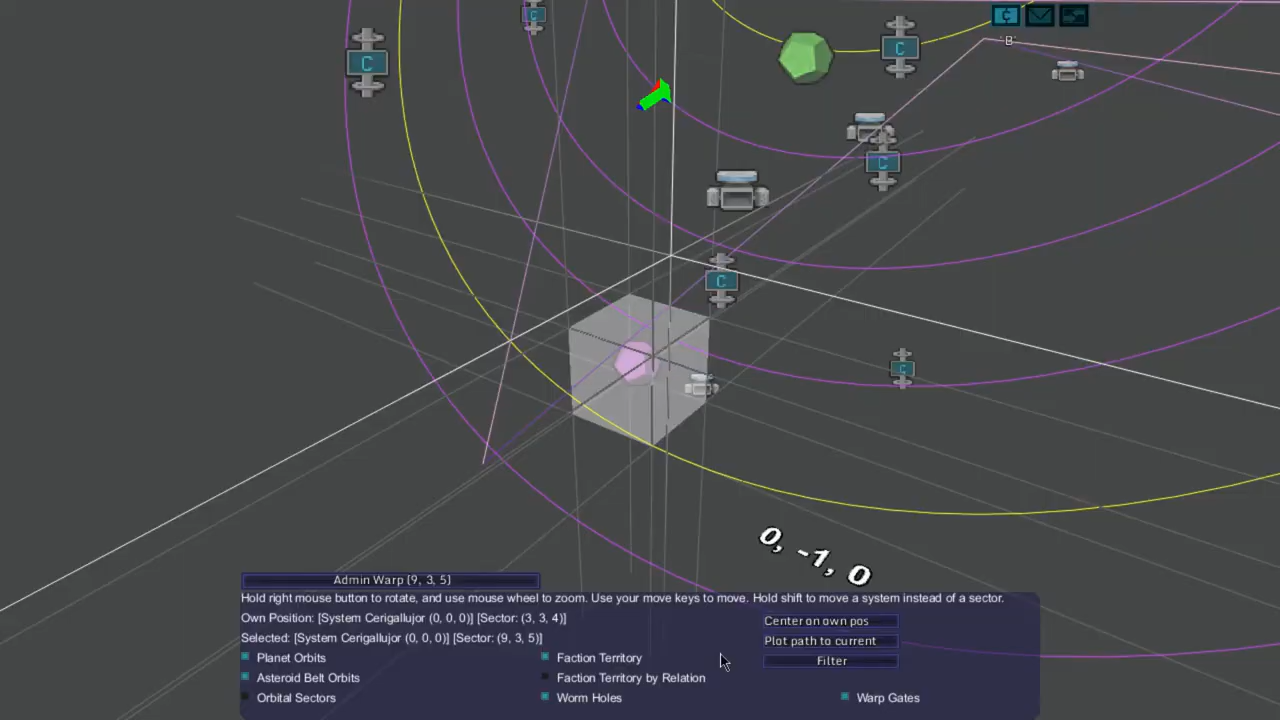 C
C
¢
'B'
C
C
C
C
0, -1, 0
Admin Warp (9, 3, 5)
Hold right mouse button to rotate, and use mouse wheel to zoom. Use your move keys to move. Hold shift to move a system instead of a sector.
Own Position: [System Cerigallujor (0, 0, 0)] [Sector: (3, 3, 4)]
Center on own pos
Selected: [System Cerigallujor (0, 0, 0)] [Sector: (9, 3, 5)]
Plot path to current
Planet Orbits
Faction Territory
Filter
Asteroid Belt Orbits
Faction Territory by Relation
Orbital Sectors
Worm Holes
Warp Gates